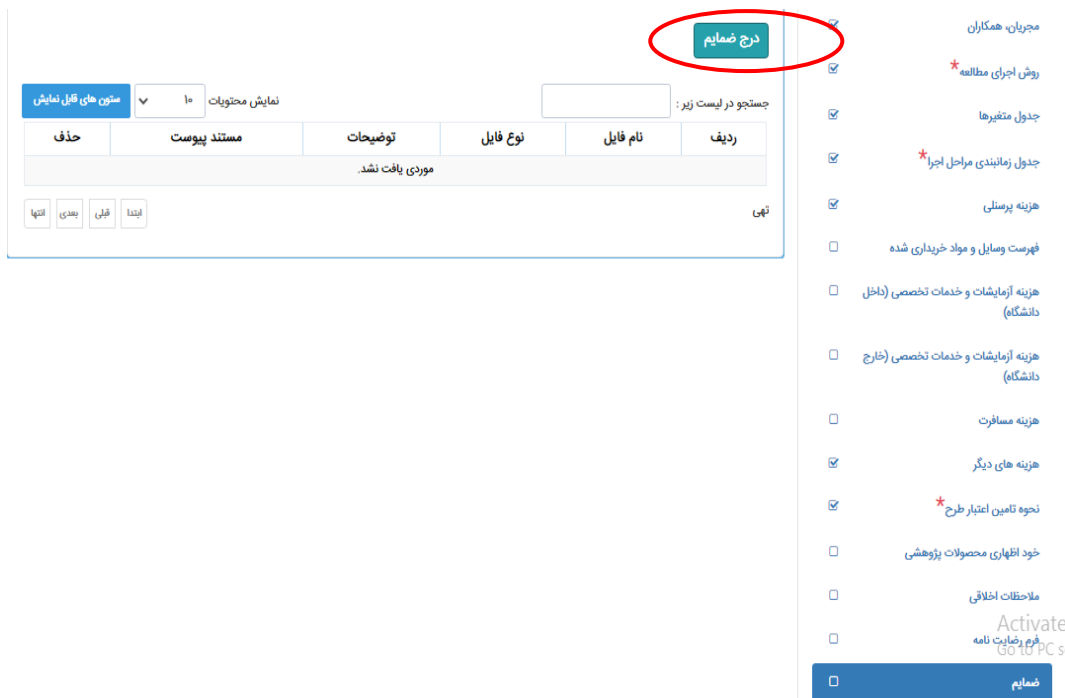 درج ضمایم
جستجو در لیست زیر :
نمایش محتویات ۱۰
ستون های قابل نمایش
ردیف نام فایل نوع فایل توضیحات مستند پیوست حذف
موردی یافت نشد.
تهی
ابتدا قبلی بعدی انتها
مجریان، همکاران
روش اجرای مطالعه*
جدول متغیرها
جدول زمانبندی مراحل اجرا*
هزینه پرسنلی
فهرست وسایل و مواد خریداری شده
هزینه آزمایشات و خدمات تخصصی (داخل
دانشگاه)
هزینه آزمایشات و خدمات تخصصی (خارج
دانشگاه)
هزینه مسافرت
هزینه های دیگر
نحوه تامین اعتبار طرح*
خود اظهاری محصولات پژوهشی
ملاحظات اخلاقی
Activate
فرم رضایت نامه
Go to PC s
ضمایم